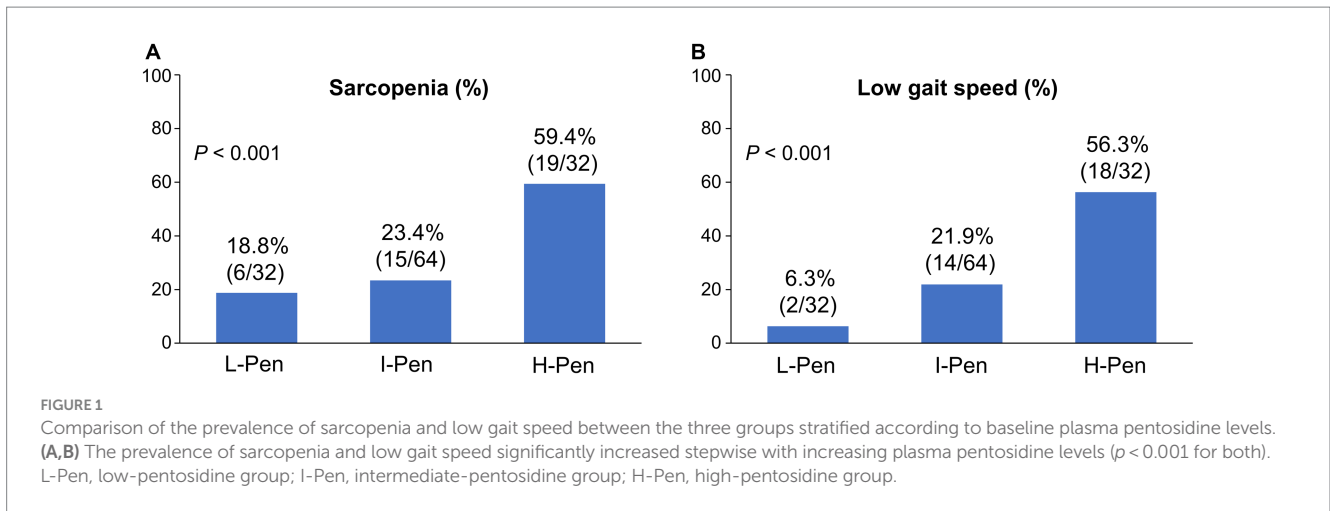 A
Sarcopenia (%)
100
80
60
40
20
0
P < 0.001
18.8%
(6/32)
23.4%
(15/64)
59.4%
(19/32)
L-Pen I-Pen H-Pen
B
Low gait speed (%)
100
80
60
40
20
0
P < 0.001
6.3%
(2/32)
21.9%
(14/64)
56.3%
(18/32)
L-Pen I-Pen H-Pen
FIGURE 1
Comparison of the prevalence of sarcopenia and low gait speed between the three groups stratified according to baseline plasma pentosidine levels.
(A,B) The prevalence of sarcopenia and low gait speed significantly increased stepwise with increasing plasma pentosidine levels (p < 0.001 for both).
L-Pen, low-pentosidine group; I-Pen, intermediate-pentosidine group; H-Pen, high-pentosidine group.